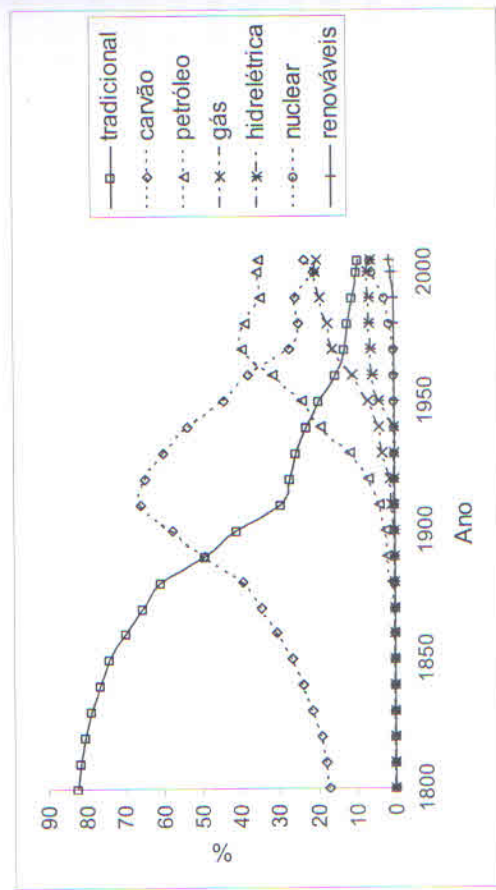 90
80
70
60
50
40
30
20
10
0
%
1800
1850
1900
1950
2000
Ano
tradicional
carvão
petróleo
gás
hidrelétrica
nuclear
renováveis